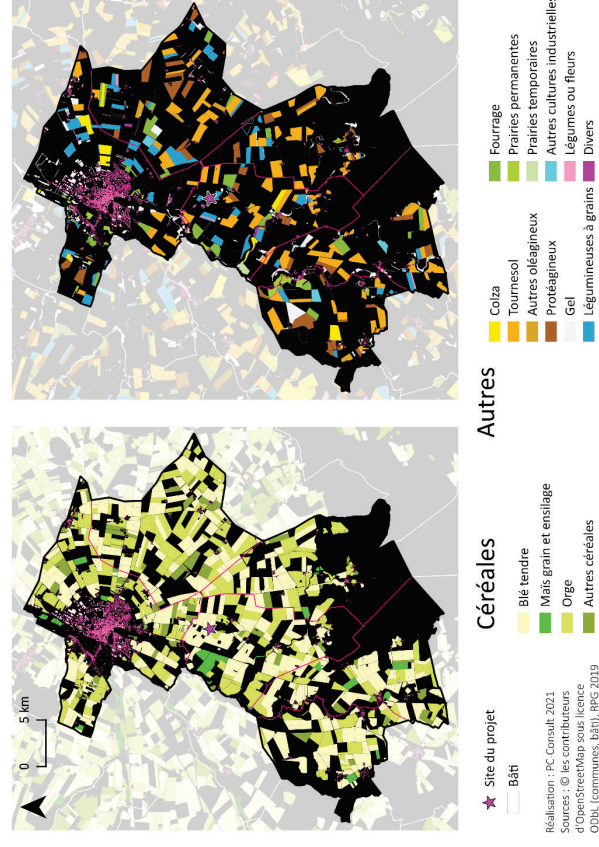 0 5 km
Site du projet
Bâti
Réalisation : PC Consult 2021
Sources : © les contributeurs
d'OpenStreetMap sous licence
ODbL (communes, bâti), RPG 2019
Céréales
Blé tendre
Maïs grain et ensilage
Orge
Autres céréales
Autres
Colza
Tournesol
Autres oléagineux
Protéagineux
Gel
Légumineuses à grains
Fourrage
Prairies permanentes
Prairies temporaires
Autres cultures industrielles
Légumes ou fleurs
Divers